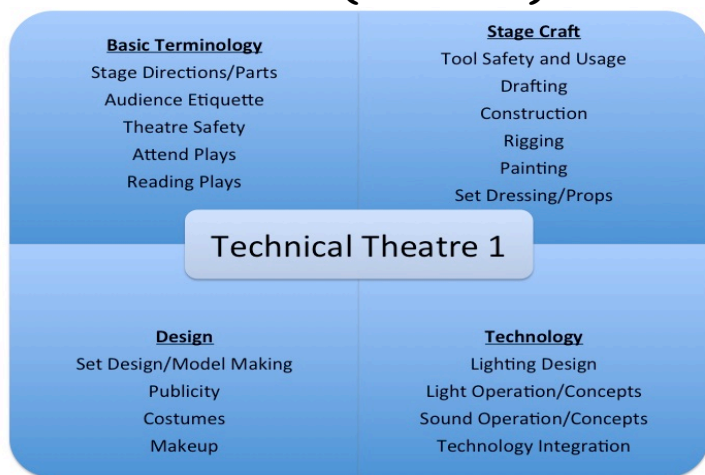 Basic Terminology
Stage Directions/Parts
Audience Etiquette
Theatre Safety
Attend Plays
Reading Plays
Stage Craft
Tool Safety and Usage
Drafting
Construction
Rigging
Painting
Set Dressing/Props
Technical Theatre 1
Design
Set Design/Model Making
Publicity
Costumes
Makeup
Technology
Lighting Design
Light Operation/Concepts
Sound Operation/Concepts
Technology Integration